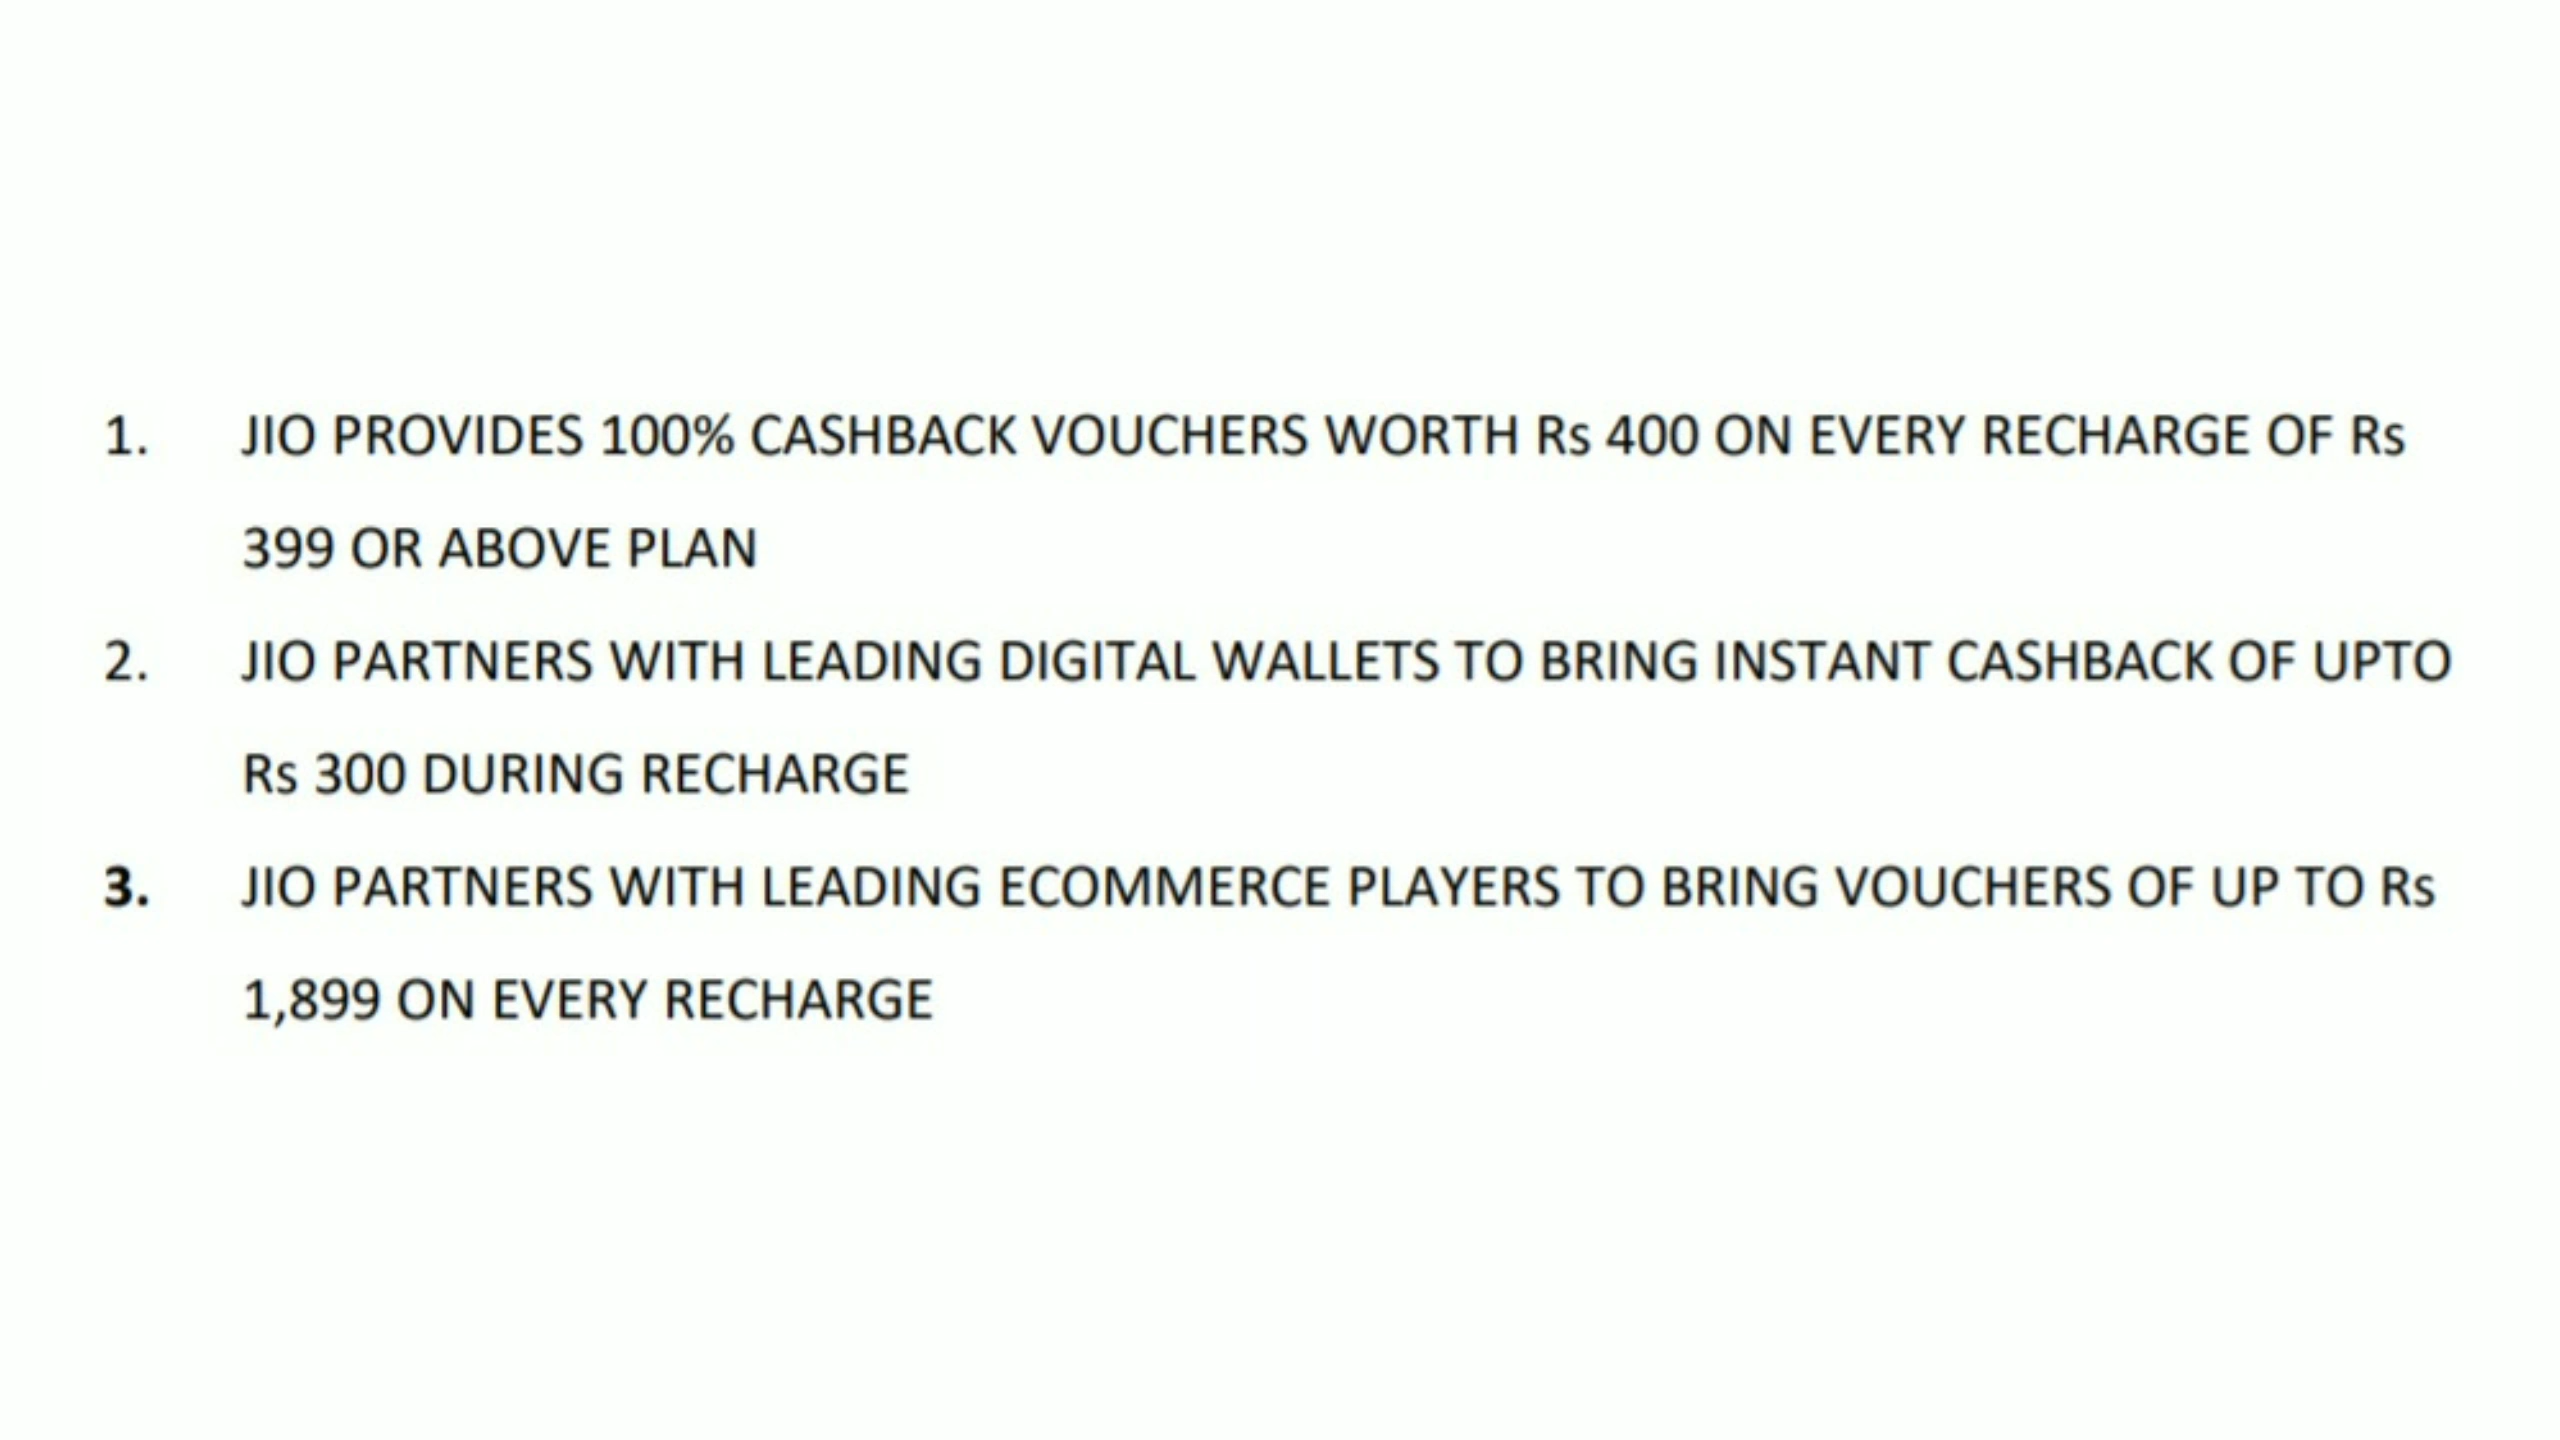 1. JIO PROVIDES 100% CASHBACK VOUCHERS WORTH Rs 400 ON EVERY RECHARGE OF Rs
399 OR ABOVE PLAN
2. JIO PARTNERS WITH LEADING DIGITAL WALLETS TO BRING INSTANT CASHBACK OF UPTO
Rs 300 DURING RECHARGE
3. JIO PARTNERS WITH LEADING ECOMMERCE PLAYERS TO BRING VOUCHERS OF UP TO Rs
1,899 ON EVERY RECHARGE